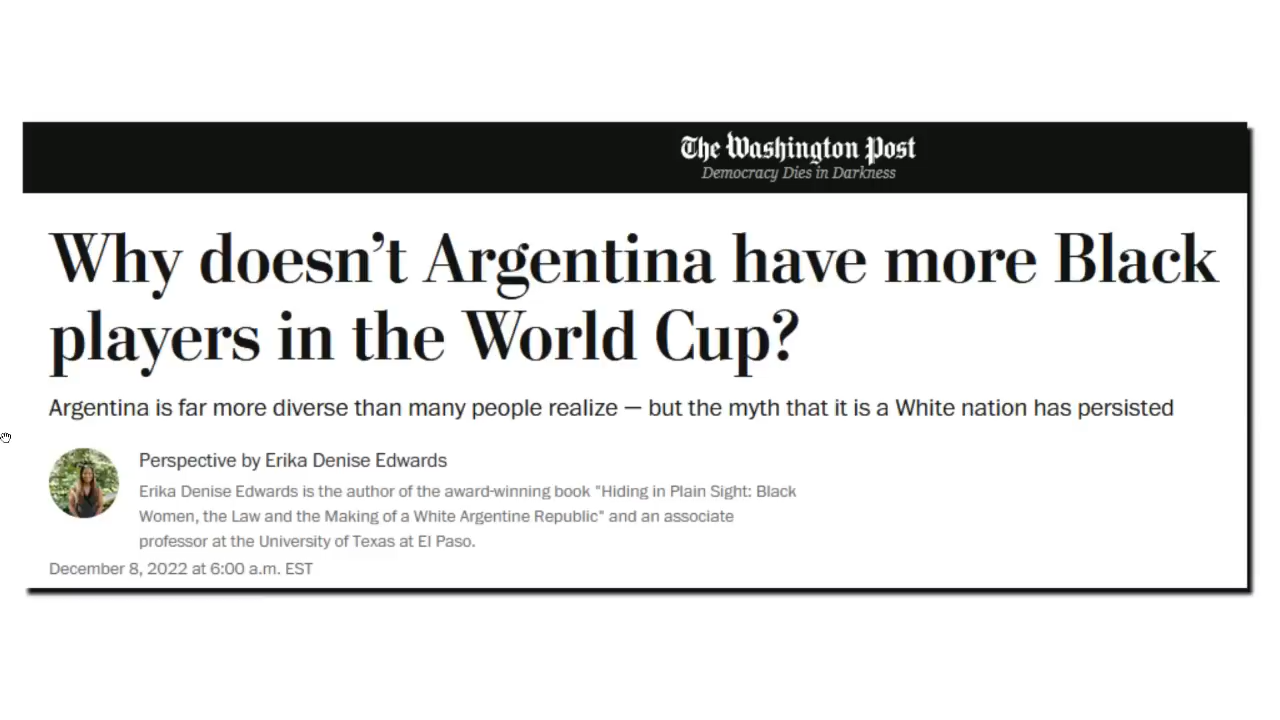 The Washington Post
Democracy Dies in Darkness
Why doesn’t Argentina have more Black
players in the World Cup?
Argentina is far more diverse than many people realize — but the myth that it is a White nation has persisted
Perspective by Erika Denise Edwards
Erika Denise Edwards is the author of the award-winning book "Hiding in Plain Sight: Black
Women, the Law and the Making of a White Argentine Republic" and an associate
professor at the University of Texas at El Paso.
December 8, 2022 at 6:00 a.m. EST